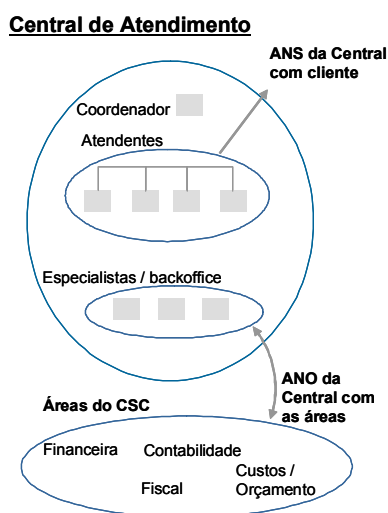 Central de Atendimento
ANS da Central
com cliente
Coordenador
Atendentes
Especialistas / backoffice
ANO da
Central com
as áreas
Áreas do CSC
Financeira
Contabilidade
Custos /
Orçamento
Fiscal